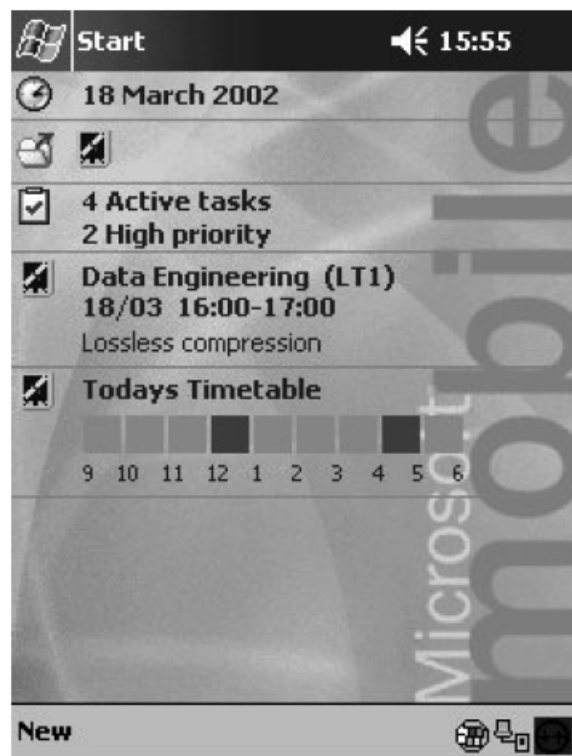 Start 15:55
18 March 2002
4 Active tasks
2 High priority
Data Engineering (LT1)
18/03 16:00-17:00
Lossless compression
Todays Timetable
9 10 11 12 1 2 3 4 5 6
Microsoft
mobile
New